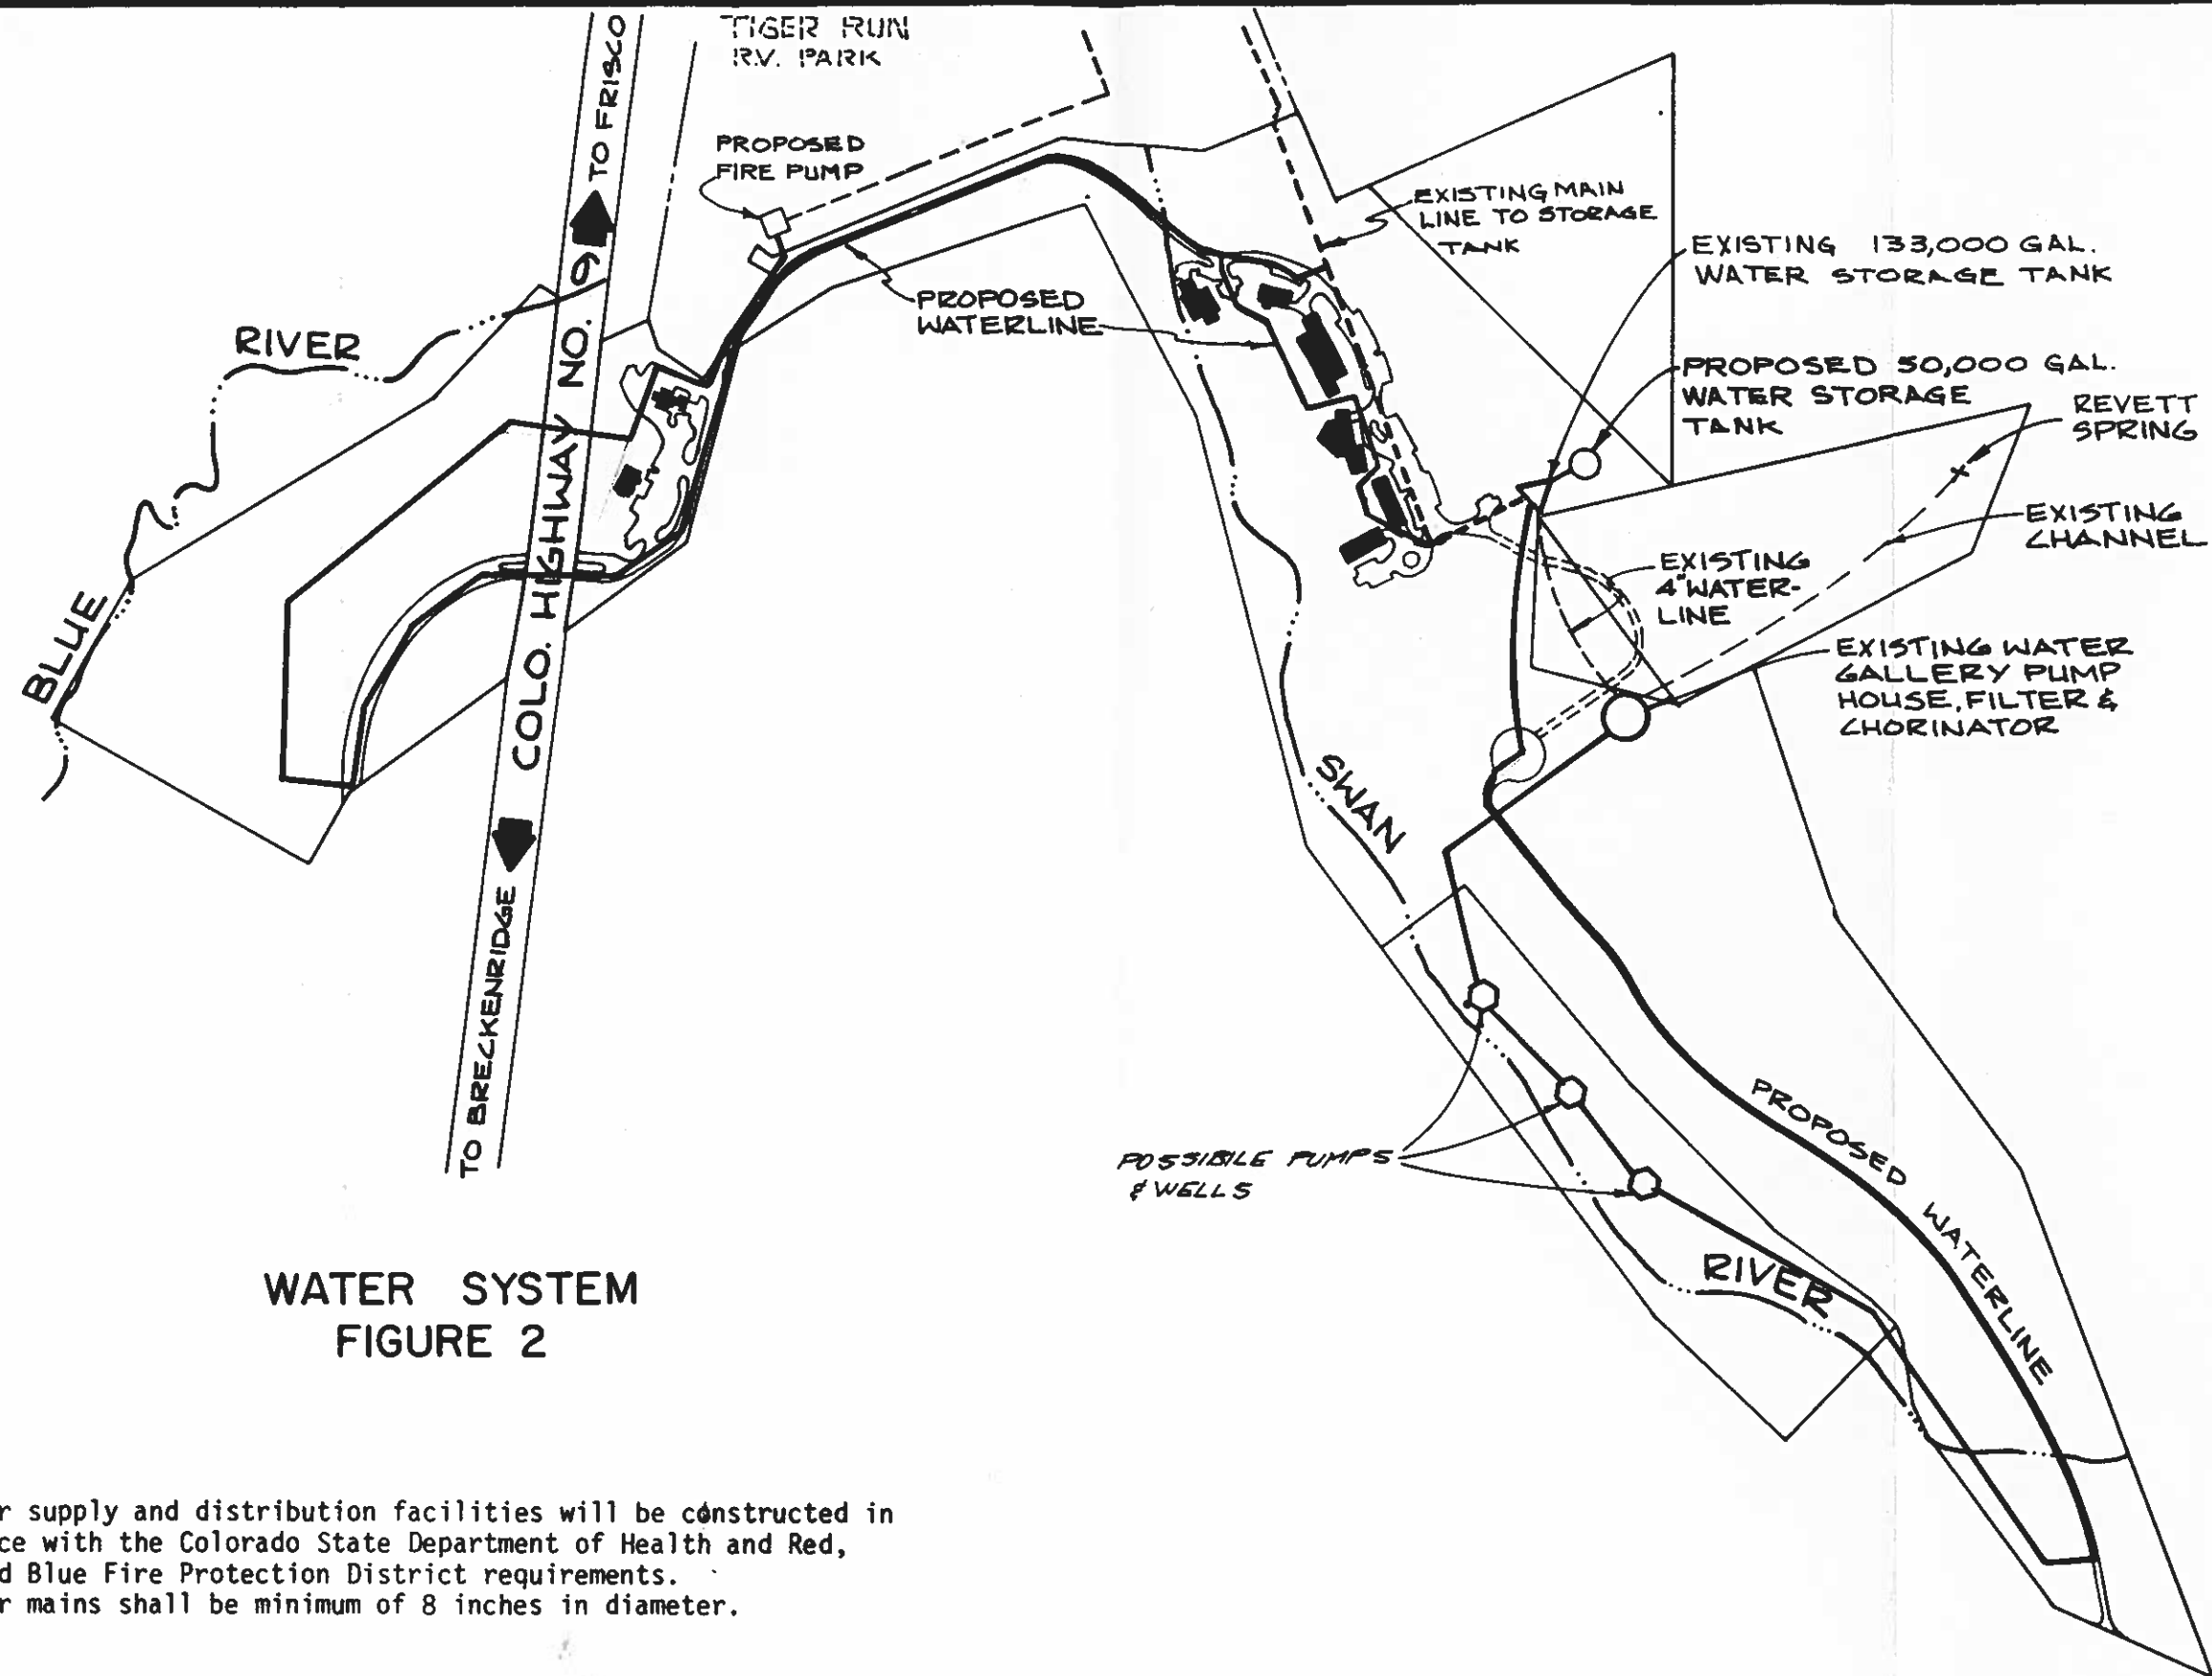 TIGER RUN
R.V. PARK
TO FRISCO
PROPOSED
FIRE PUMP
EXISTING MAIN
LINE TO STORAGE
TANK
EXISTING 133,000 GAL.
WATER STORAGE TANK
PROPOSED
WATERLINE
RIVER
PROPOSED 50,000 GAL.
WATER STORAGE
TANK
REVETT
SPRING
EXISTING
CHANNEL
EXISTING
4" WATER-
LINE
BLUE
COLO. HIGHWAY NO. 9
EXISTING WATER
GALLERY PUMP
HOUSE, FILTER &
CHORINATOR
SWAN
TO BRECKENRIDGE
PROPOSED WATERLINE
POSSIBILE PUMPS
& WELLS
RIVER
WATER SYSTEM
FIGURE 2
r supply and distribution facilities will be constructed in
ce with the Colorado State Department of Health and Red,
d Blue Fire Protection District requirements.
r mains shall be minimum of 8 inches in diameter.